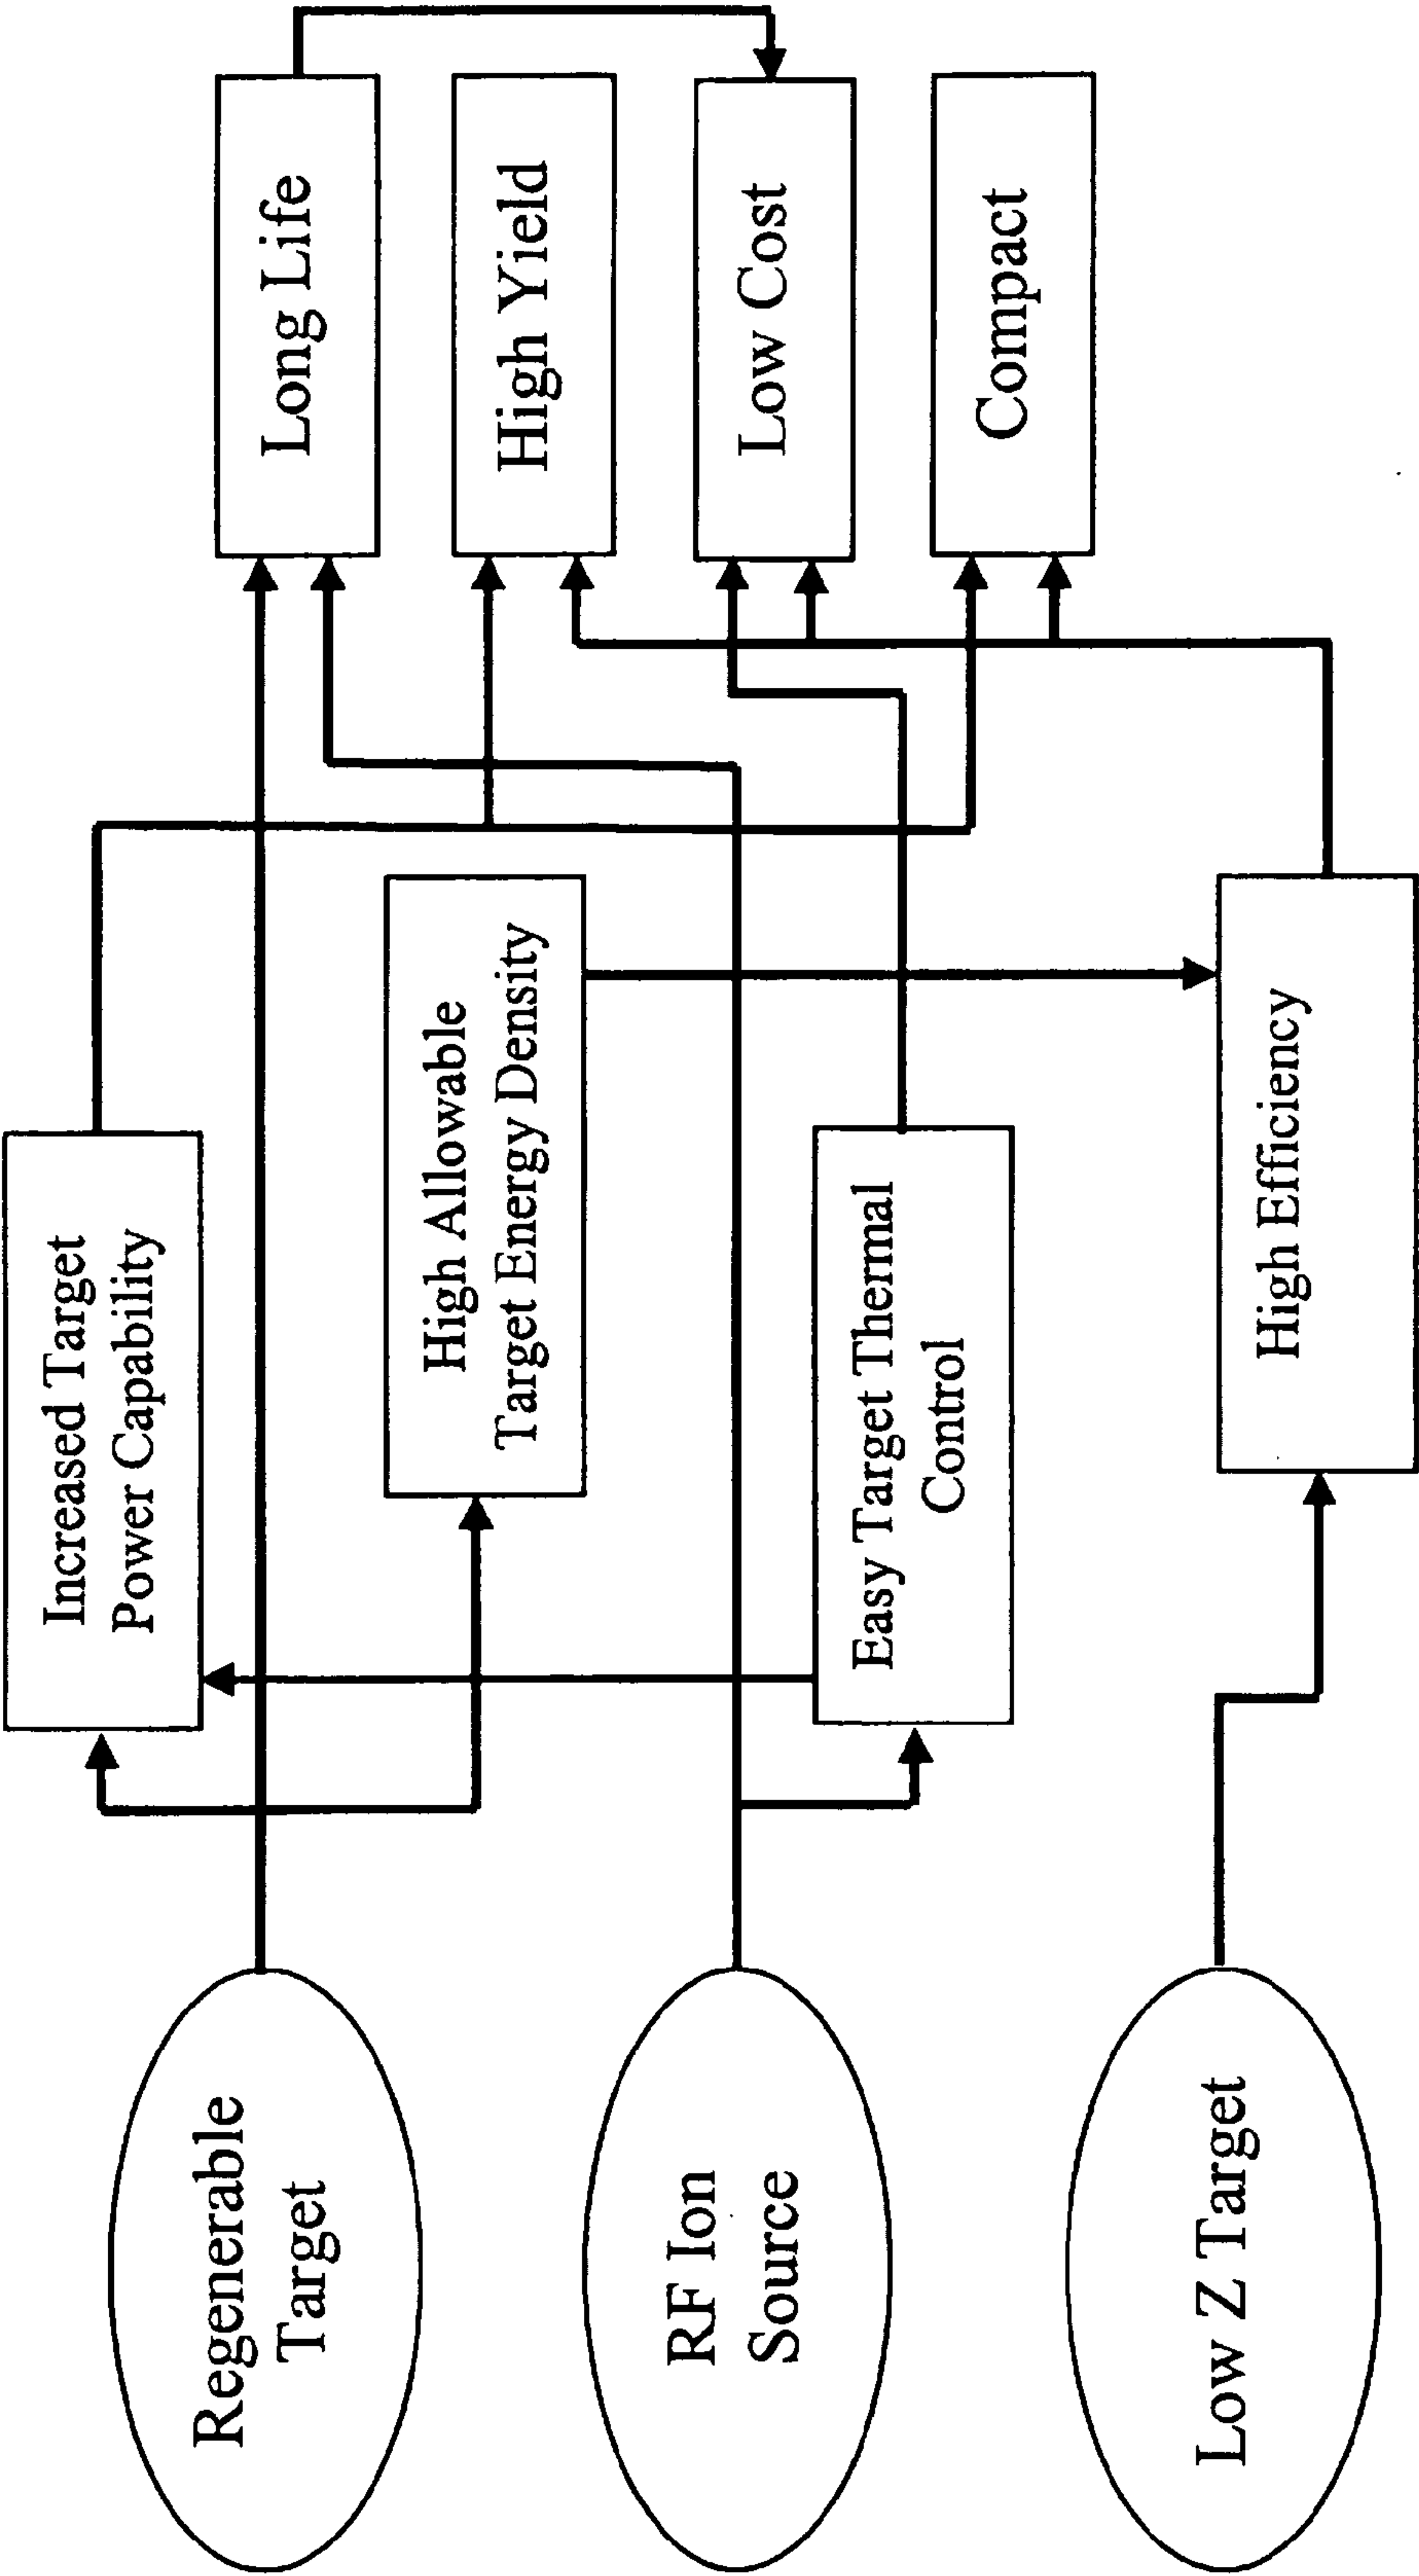 Regenerable
Target
RF Ion
Source
Low Z Target
Increased Target
Power Capability
High Allowable
Target Energy Density
Easy Target Thermal
Control
High Efficiency
Long Life
High Yield
Low Cost
Compact